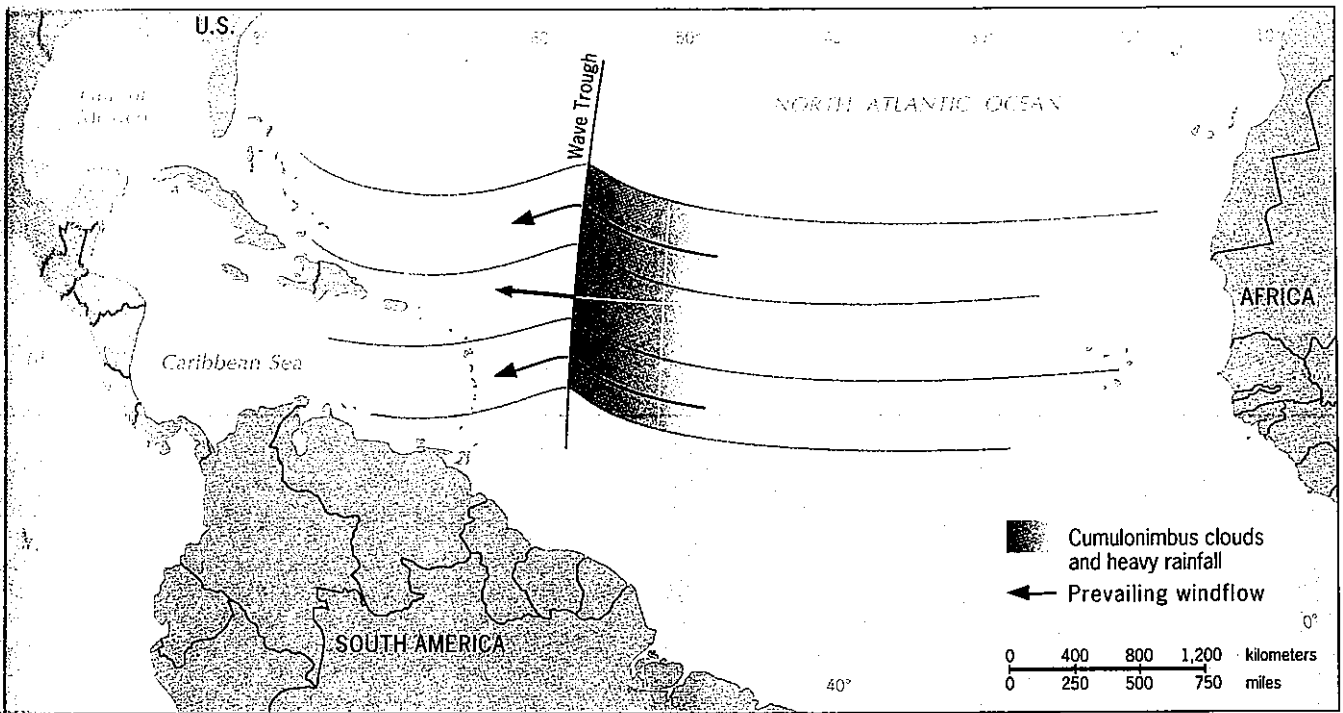 U.S.
Wave Trough
NORTH ATLANTIC OCEAN
AFRICA
Caribbean Sea
Cumulonimbus clouds
and heavy rainfall
Prevailing windflow
SOUTH AMERICA
0°
0 400 800 1,200 kilometers
0 250 500 750 miles
40°